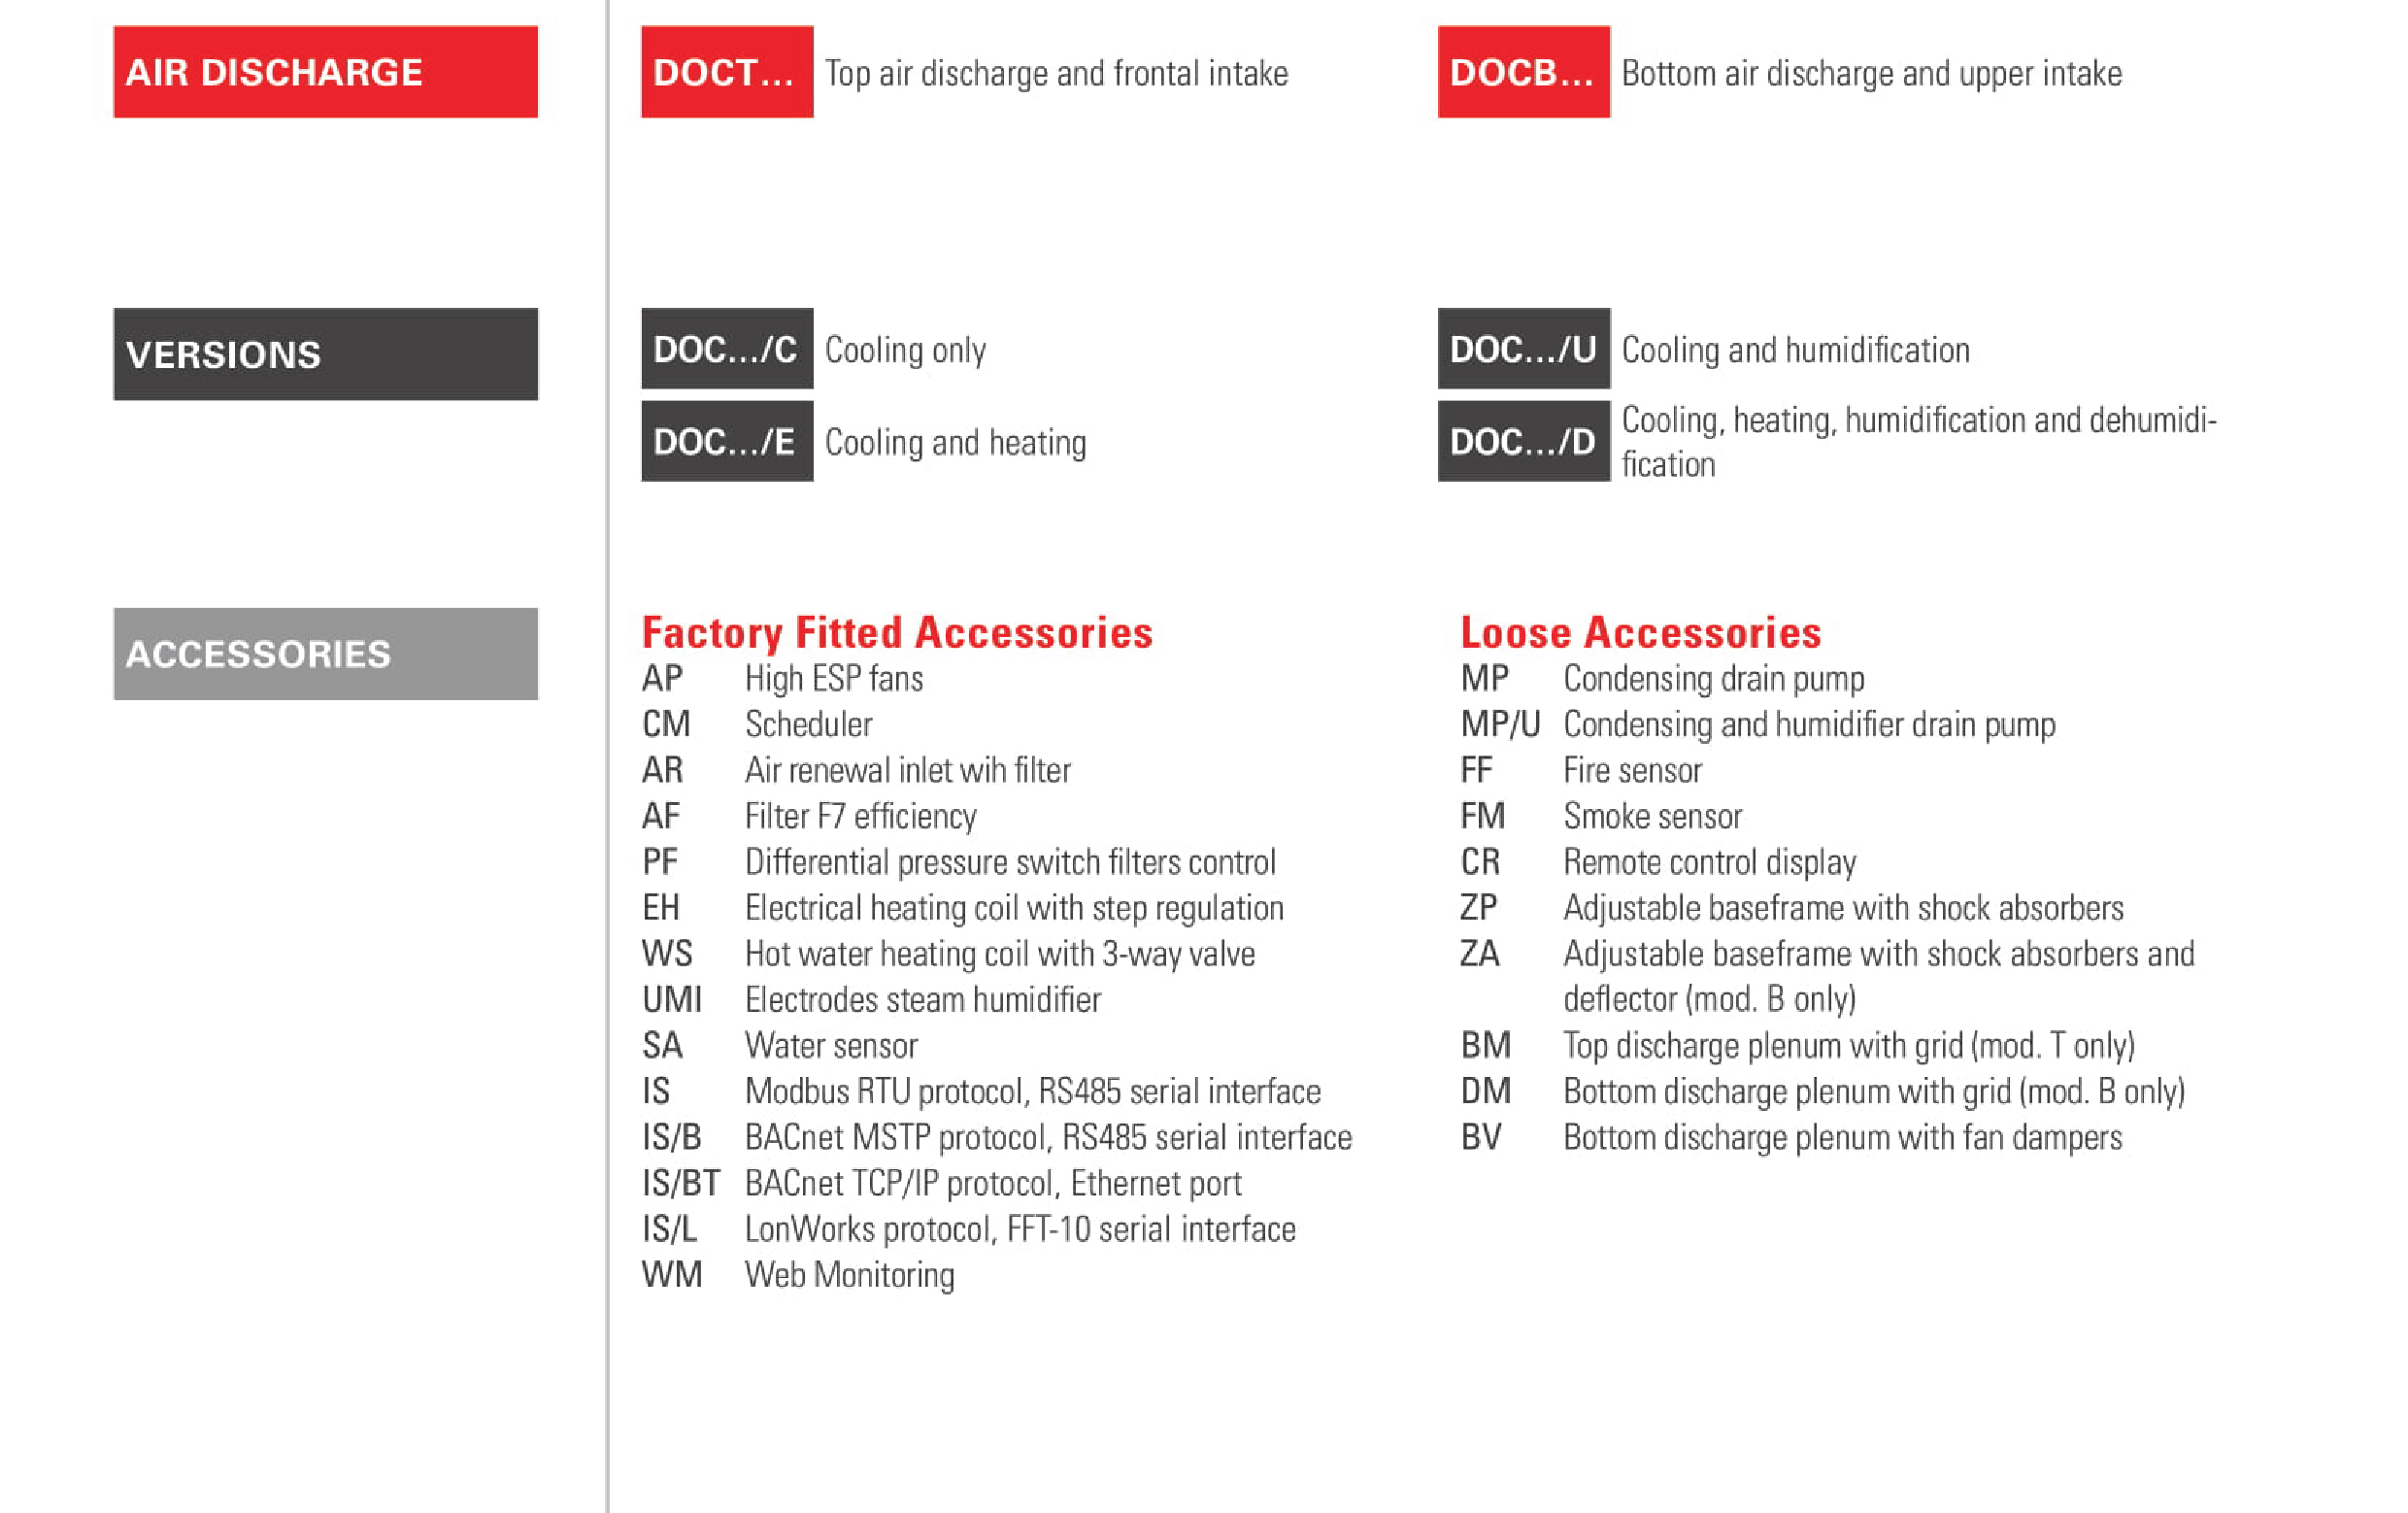 AIR DISCHARGE
DOCT... Top air discharge and frontal intake
DOCB... Bottom air discharge and upper intake
VERSIONS
DOC.../C Cooling only
DOC.../U Cooling and humidification
DOC.../E Cooling and heating
DOC.../D Cooling, heating, humidification and dehumidi-
fication
ACCESSORIES
Factory Fitted Accessories
AP High ESP fans
CM Scheduler
AR Air renewal inlet wih filter
AF Filter F7 efficiency
PF Differential pressure switch filters control
EH Electrical heating coil with step regulation
WS Hot water heating coil with 3-way valve
UMI Electrodes steam humidifier
SA Water sensor
IS Modbus RTU protocol, RS485 serial interface
IS/B BACnet MSTP protocol, RS485 serial interface
IS/BT BACnet TCP/IP protocol, Ethernet port
IS/L LonWorks protocol, FFT-10 serial interface
WM Web Monitoring
Loose Accessories
MP Condensing drain pump
MP/U Condensing and humidifier drain pump
FF Fire sensor
FM Smoke sensor
CR Remote control display
ZP Adjustable baseframe with shock absorbers
ZA Adjustable baseframe with shock absorbers and
deflector (mod. B only)
BM Top discharge plenum with grid (mod. T only)
DM Bottom discharge plenum with grid (mod. B only)
BV Bottom discharge plenum with fan dampers